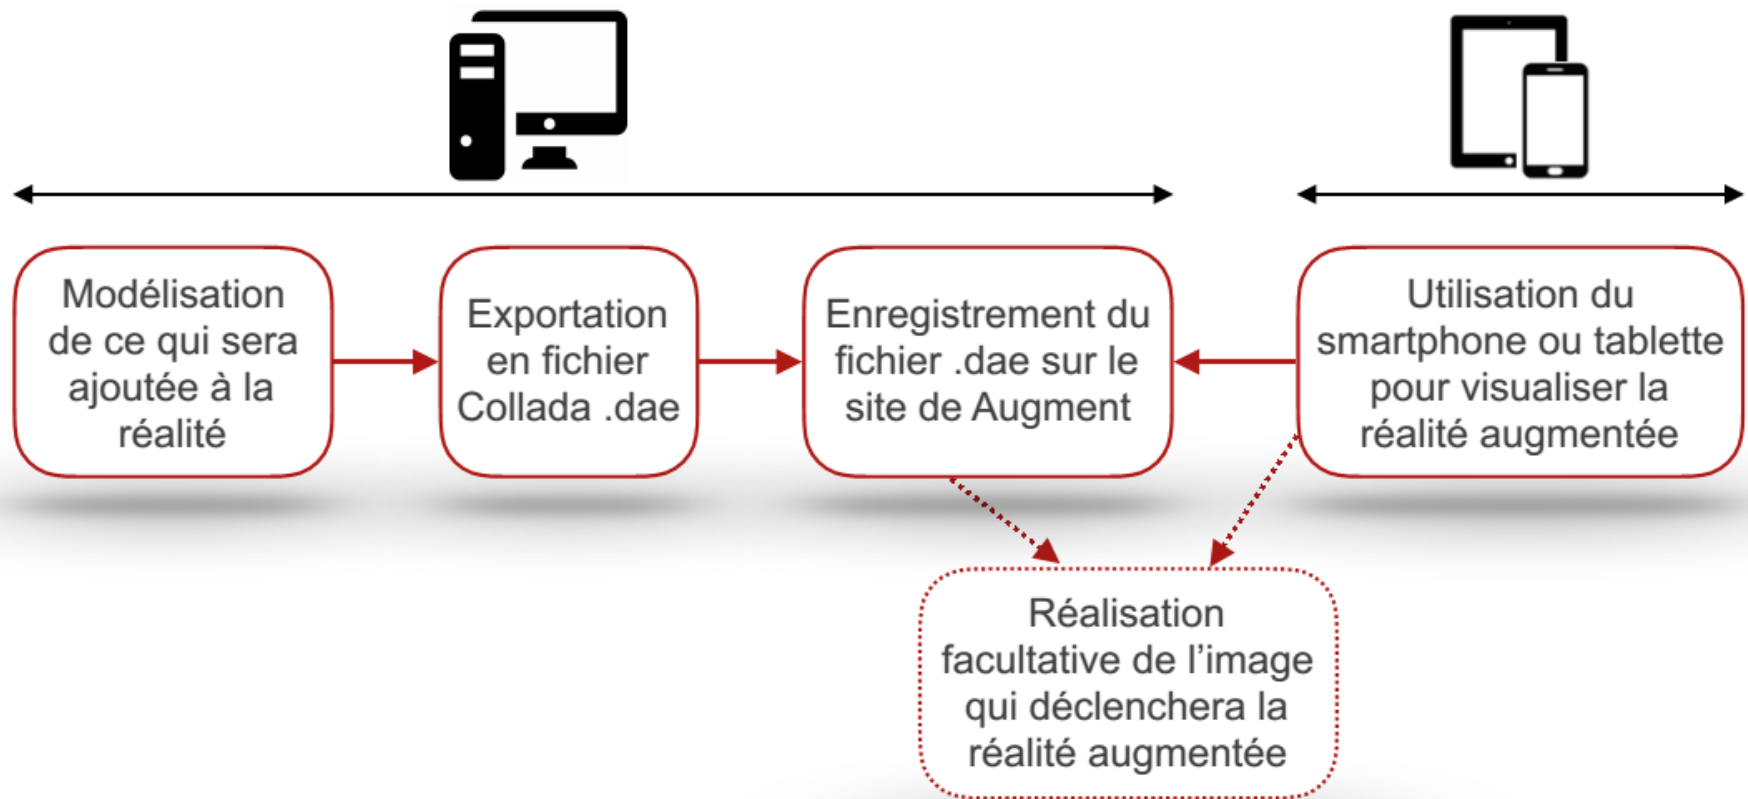 Modélisation
de ce qui sera
ajoutée à la
réalité
Exportation
en fichier
Collada .dae
Enregistrement du
fichier .dae sur le
site de Augment
Utilisation du
smartphone ou tablette
pour visualiser la
réalité augmentée
Réalisation
facultative de l’image
qui déclenchera la
réalité augmentée